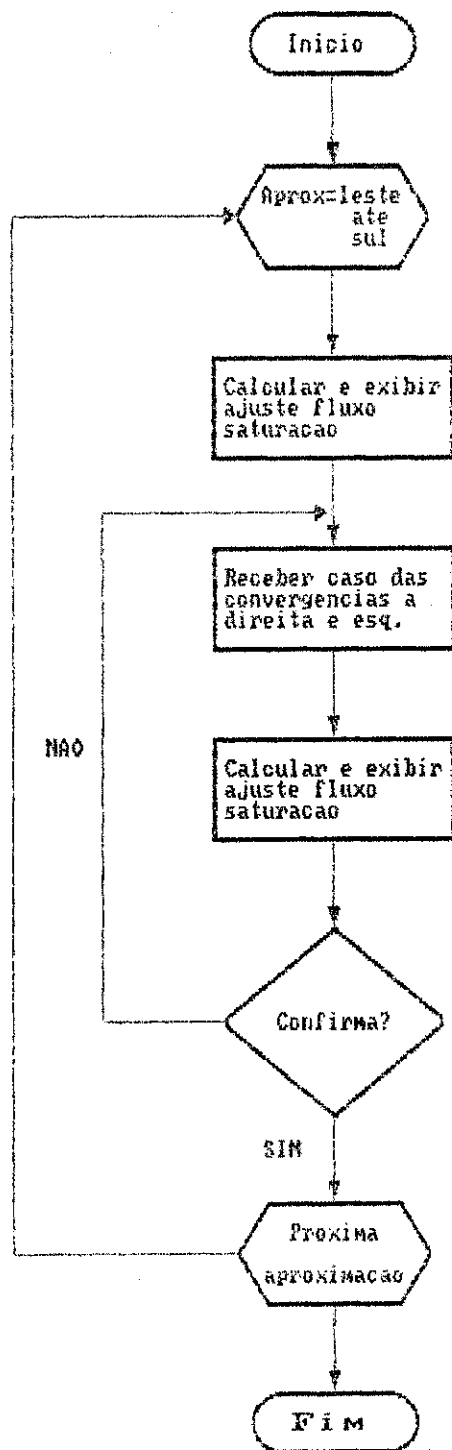 Inicio
Aprox=leste
ate
sul
Calcular e exibir
ajuste fluxo
saturacao
Receber caso das
convergencias a
direita e esq.
NAO
Calcular e exibir
ajuste fluxo
saturacao
Confirma?
SIM
Proxima
aproximacao
Fim